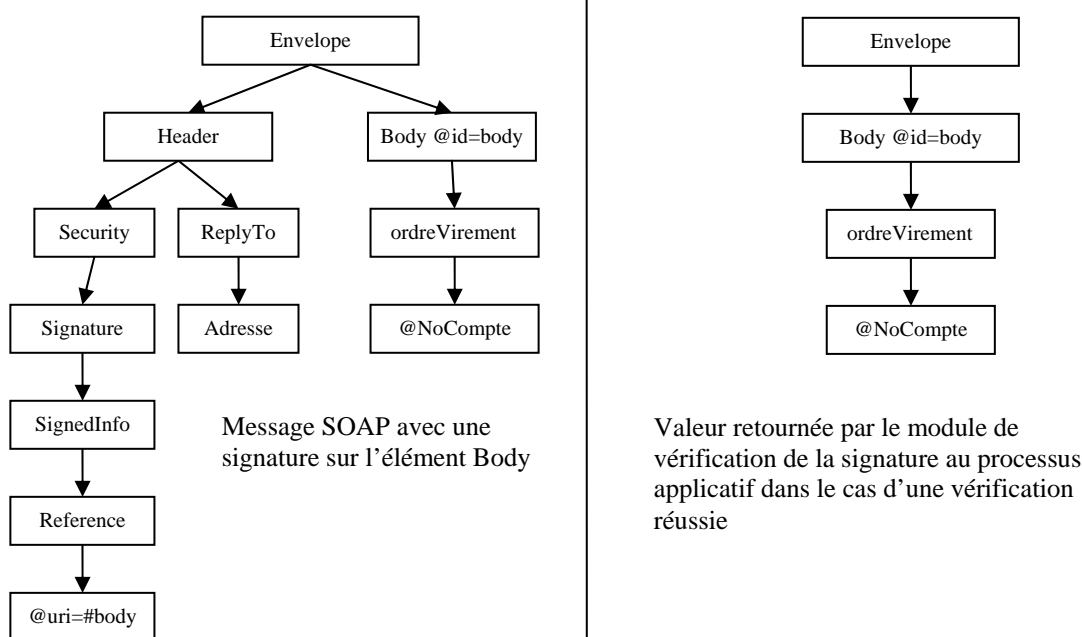 Envelope
Header
Body @id=body
Security
ReplyTo
ordreVirement
Signature
Adresse
@NoCompte
SignedInfo
Reference
@uri=#body
Message SOAP avec une
signature sur l’élément Body
Envelope
Body @id=body
ordreVirement
@NoCompte
Valeur retournée par le module de
vérification de la signature au processus
applicatif dans le cas d’une vérification
réussie